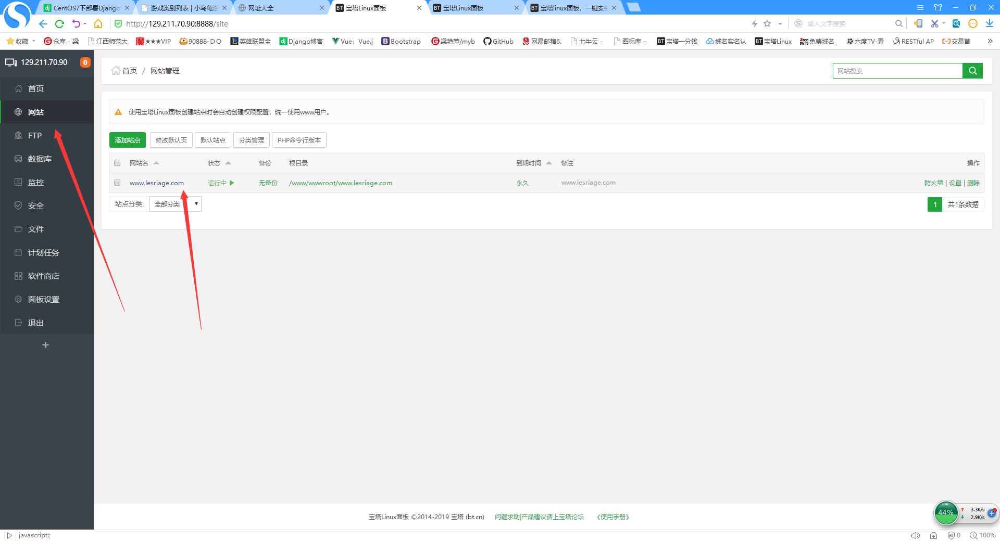 CentOS7下部署Django
游戏类别列表 | 小乌龟游
网址大全
BT 宝塔Linux面板
BT 宝塔Linux面板
BT 宝塔linux面板，一键安
http://129.211.70.90:8888/site
输入文字搜索
收藏
仓库 - 梁
江西师范大
魔 ★★★VIP
90888-D O
英雄联盟全
dj Django博客
Vue：Vue.j
B Bootstrap
梁艳萍/myb
GitHub
易 网易邮箱6.
七牛云 -
图标库 –
BT 宝塔一分钱
域名实名认
BT 宝塔Linux
免费域名_
六度TV-看
RESTful AP
交易首
129.211.70.90
0
首页
网站
FTP
数据库
监控
安全
文件
计划任务
软件商店
面板设置
退出
首页 / 网站管理
网站搜索
使用宝塔Linux面板创建站点时会自动创建权限配置，统一使用www用户。
添加站点
修改默认页
默认站点
分类管理
PHP命令行版本
网站名 状态 备份 根目录 到期时间 备注 操作
www.lesriage.com 运行中 无备份 /www/wwwroot/www.lesriage.com 永久 www.lesriage.com 防火墙 | 设置 | 删除
站点分类: 全部分类
1 共1条数据
宝塔Linux面板 ©2014-2019 宝塔 (bt.cn) 问题求助|产品建议请上宝塔论坛 《使用手册》
44%
3.3K/s
2.9K/s
javascript:;
0
100%